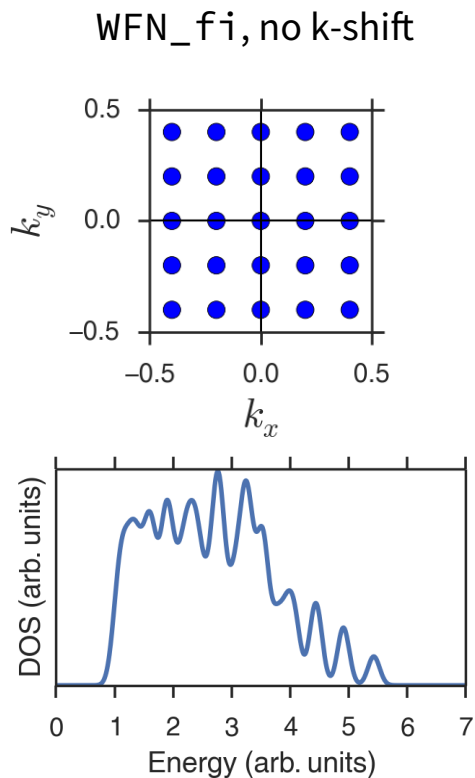 WFN_fi, no k-shift
0.5
0.0
−0.5
k_y
−0.5 0.0 0.5
k_x
DOS (arb. units)
0 1 2 3 4 5 6 7
Energy (arb. units)